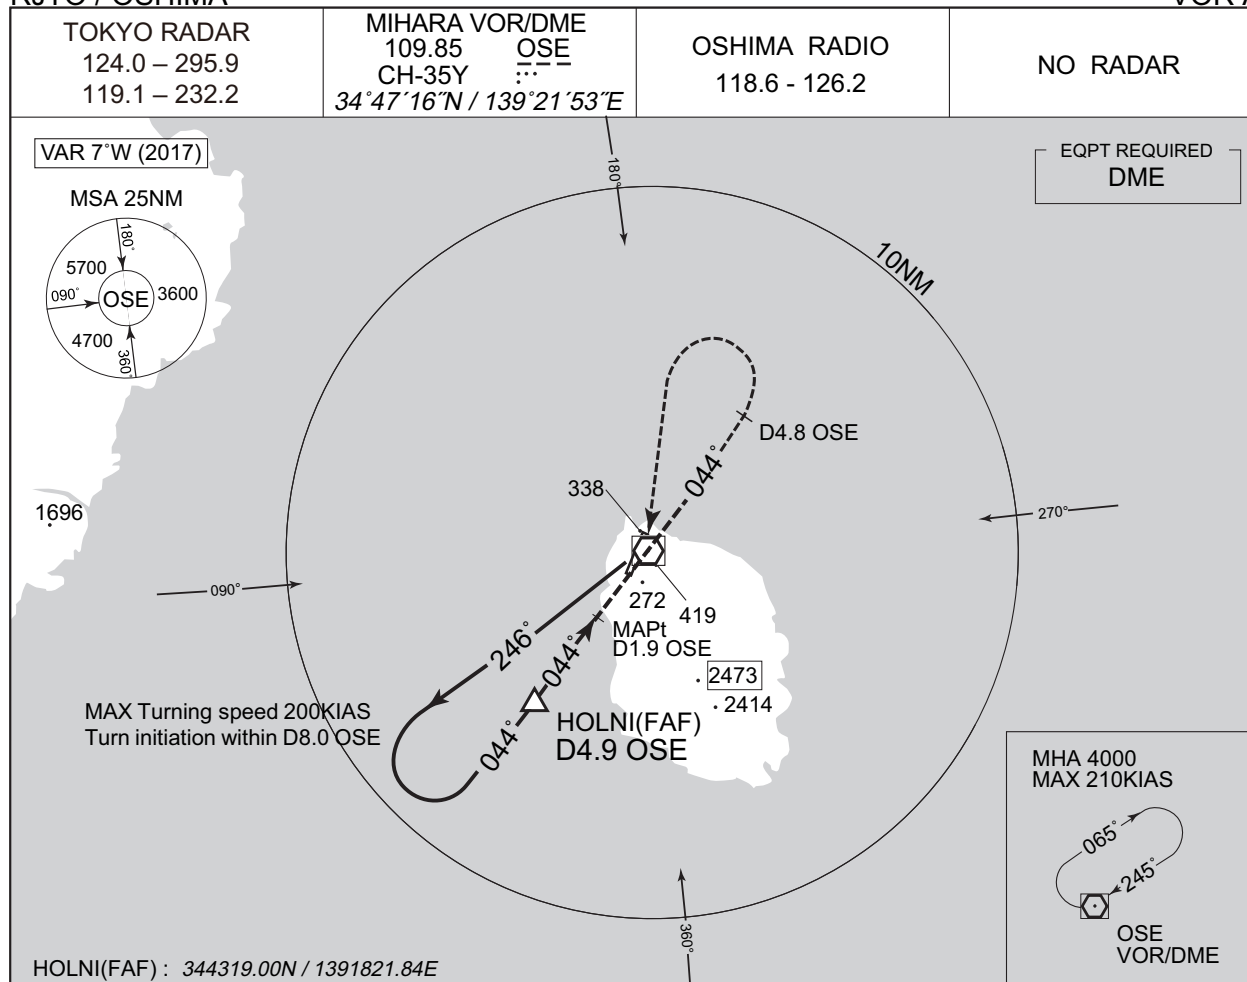 RJTO / OSHIMA
VOR A
TOKYO RADAR
124.0 – 295.9
119.1 – 232.2
MIHARA VOR/DME
109.85 OSE
CH-35Y
34˚47´16˝N / 139˚21´53˝E
OSHIMA RADIO
118.6 - 126.2
NO RADAR
VAR 7˚W (2017)
EQPT REQUIRED
DME
MSA 25NM
180˚
5700
090˚
OSE
3600
4700
360˚
180˚
10NM
D4.8 OSE
044˚
338
1696
270°
090°
272
419
MAPt
D1.9 OSE
246˚
044˚
2473
2414
MAX Turning speed 200KIAS
Turn initiation within D8.0 OSE
044˚
HOLNI(FAF)
D4.9 OSE
MHA 4000
MAX 210KIAS
065˚
245˚
OSE
VOR/DME
360°
HOLNI(FAF) : 344319.00N / 1391821.84E